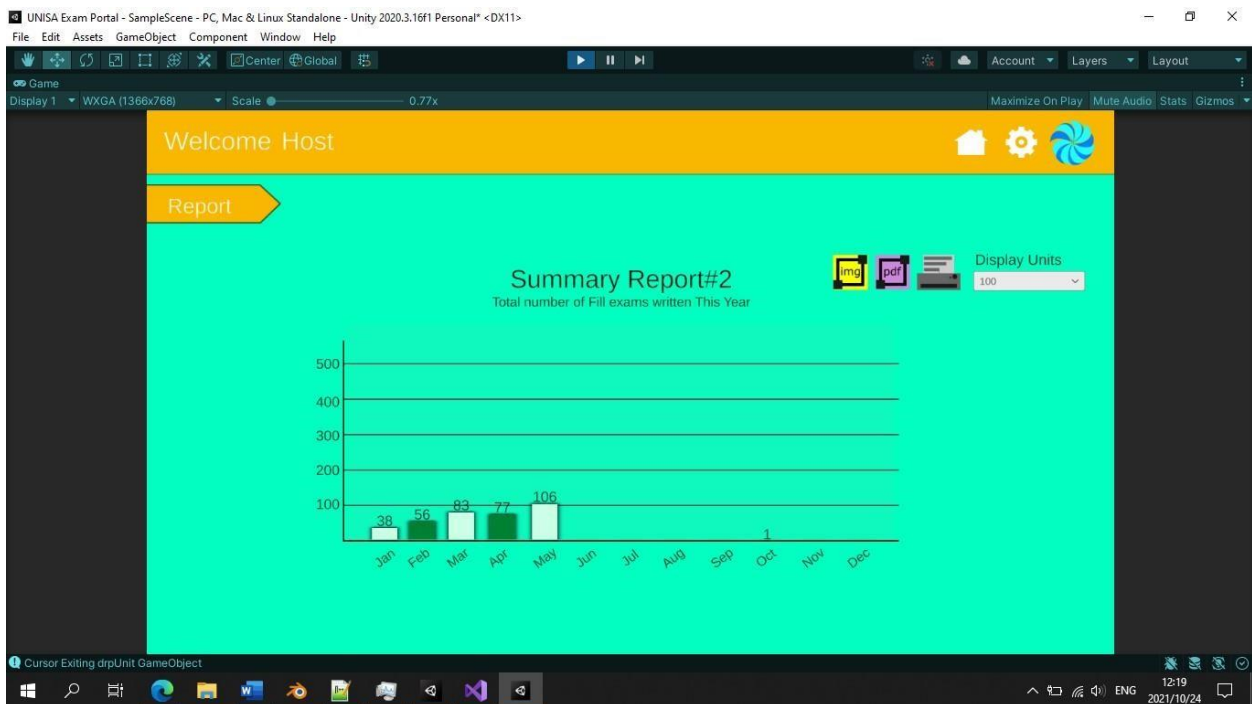 UNISA Exam Portal - SampleScene - PC, Mac & Linux Standalone - Unity 2020.3.16f1 Personal* <DX11>
File Edit Assets GameObject Component Window Help
Center Global Account Layers Layout
Game
Display 1 WXGA (1366x768) Scale 0.77x Maximize On Play Mute Audio Stats Gizmos
Welcome Host
Report
img pdf
Display Units
100
Summary Report#2
Total number of Fill exams written This Year
500
400
300
200
100
38 56 83 77 106 1
Jan Feb Mar Apr May Jun Jul Aug Sep Oct Nov Dec
Cursor Exiting drpUnit GameObject
ENG
12:19
2021/10/24